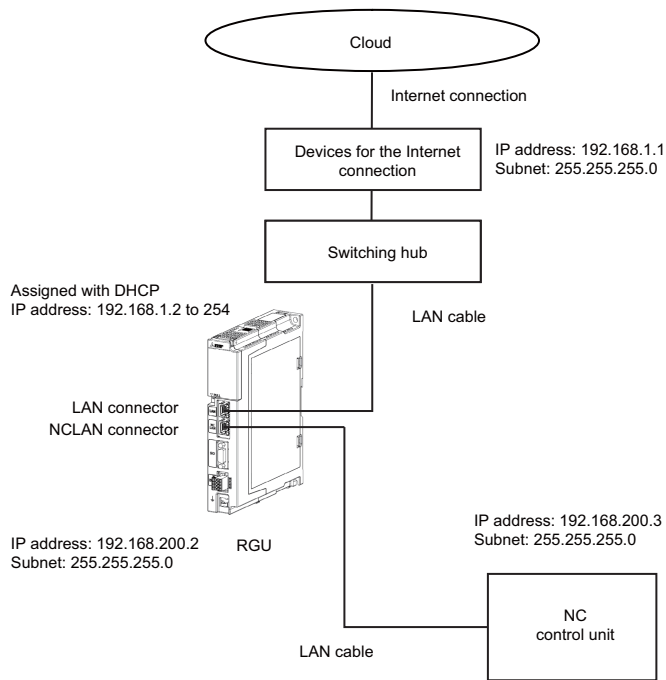 Cloud
Internet connection
Devices for the Internet
connection
IP address: 192.168.1.1
Subnet: 255.255.255.0
Switching hub
Assigned with DHCP
IP address: 192.168.1.2 to 254
LAN cable
LAN connector
NCLAN connector
IP address: 192.168.200.2
Subnet: 255.255.255.0
RGU
IP address: 192.168.200.3
Subnet: 255.255.255.0
NC
control unit
LAN cable